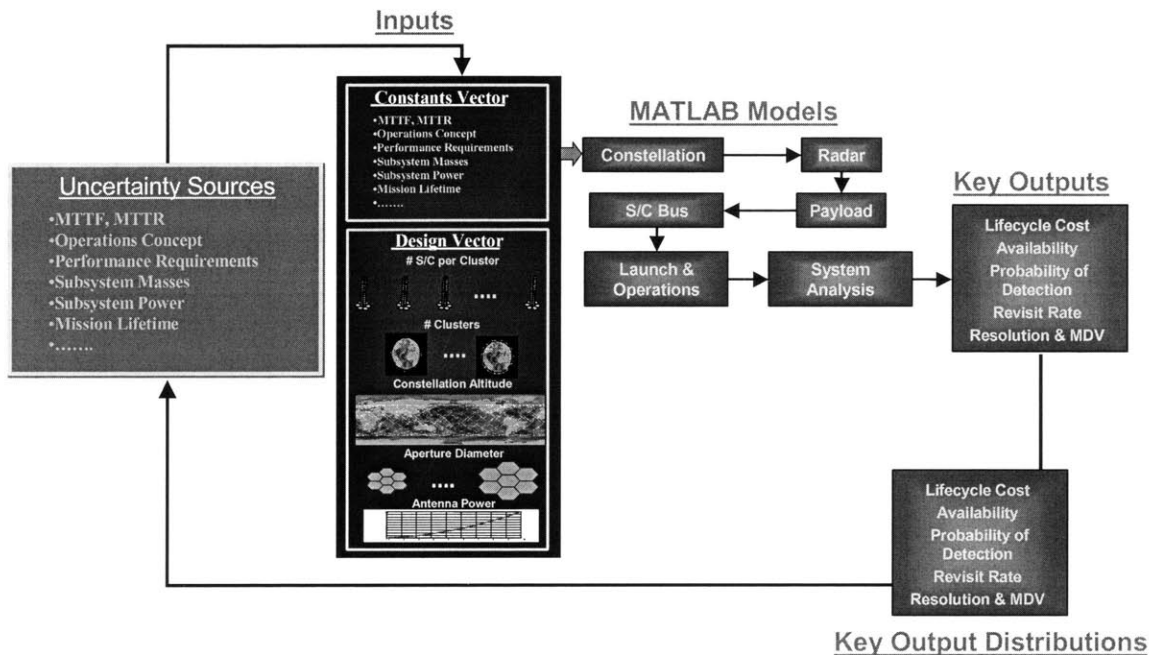 Inputs
Uncertainty Sources
•MTTF, MTTR
•Operations Concept
•Performance Requirements
•Subsystem Masses
•Subsystem Power
•Mission Lifetime
•…….
Constants Vector
•MTTF, MTTR
•Operations Concept
•Performance Requirements
•Subsystem Masses
•Subsystem Power
•Mission Lifetime
•…….
Design Vector
# S/C per Cluster
....
# Clusters
....
Constellation Altitude
Aperture Diameter
....
Antenna Power
MATLAB Models
Constellation
Radar
Payload
S/C Bus
Launch &
Operations
System
Analysis
Key Outputs
Lifecycle Cost
Availability
Probability of
Detection
Revisit Rate
Resolution & MDV
Lifecycle Cost
Availability
Probability of
Detection
Revisit Rate
Resolution & MDV
Key Output Distributions